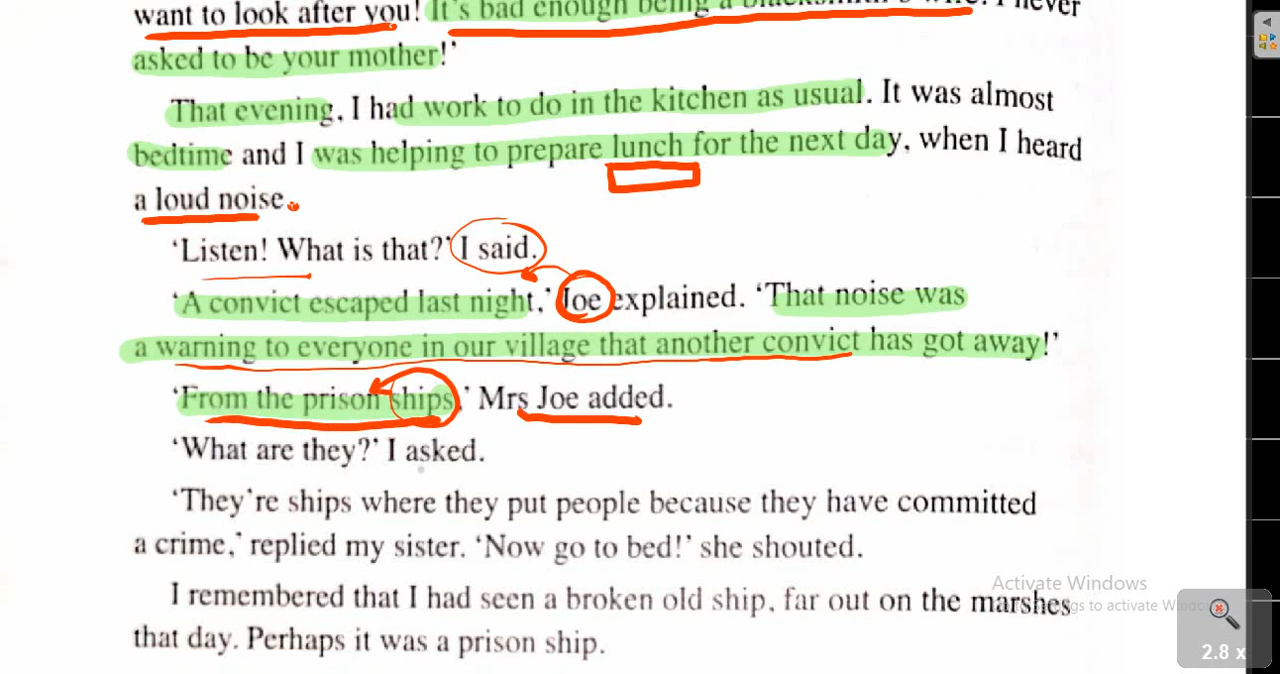 want to look after you! It's bad enough being a blacksmith's wife. I never
asked to be your mother!'
That evening, I had work to do in the kitchen as usual. It was almost
bedtime and I was helping to prepare lunch for the next day, when I heard
a loud noise.
'Listen! What is that?' I said.
'A convict escaped last night,' Joe explained. 'That noise was
a warning to everyone in our village that another convict has got away!'
'From the prison ships,' Mrs Joe added.
'What are they?' I asked.
'They're ships where they put people because they have committed
a crime,' replied my sister. 'Now go to bed!' she shouted.
Activate Windows
I remembered that I had seen a broken old ship, far out on the marshes
gs to activate
that day. Perhaps it was a prison ship.
2.8 x